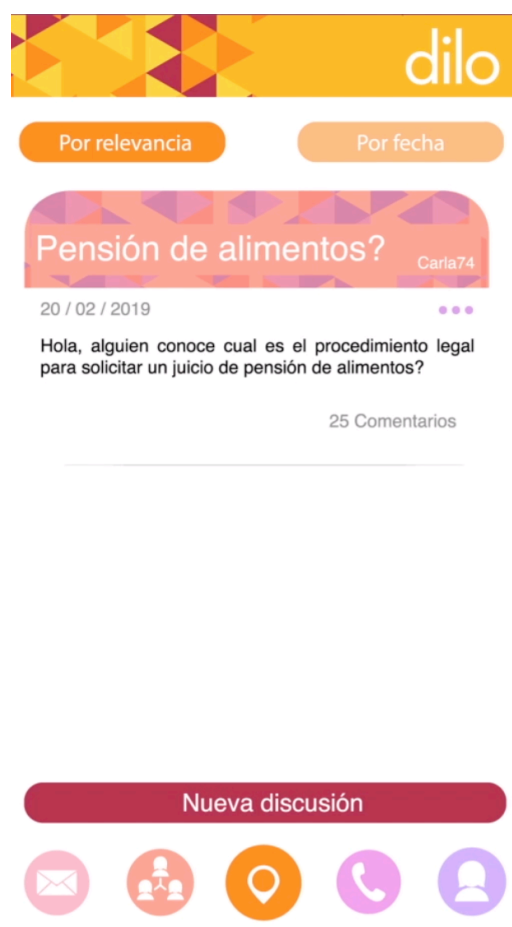 dilo
Por relevancia
Por fecha
Pensión de alimentos?
Carla74
20 / 02 / 2019
Hola, alguien conoce cual es el procedimiento legal
para solicitar un juicio de pensión de alimentos?
25 Comentarios
Nueva discusión